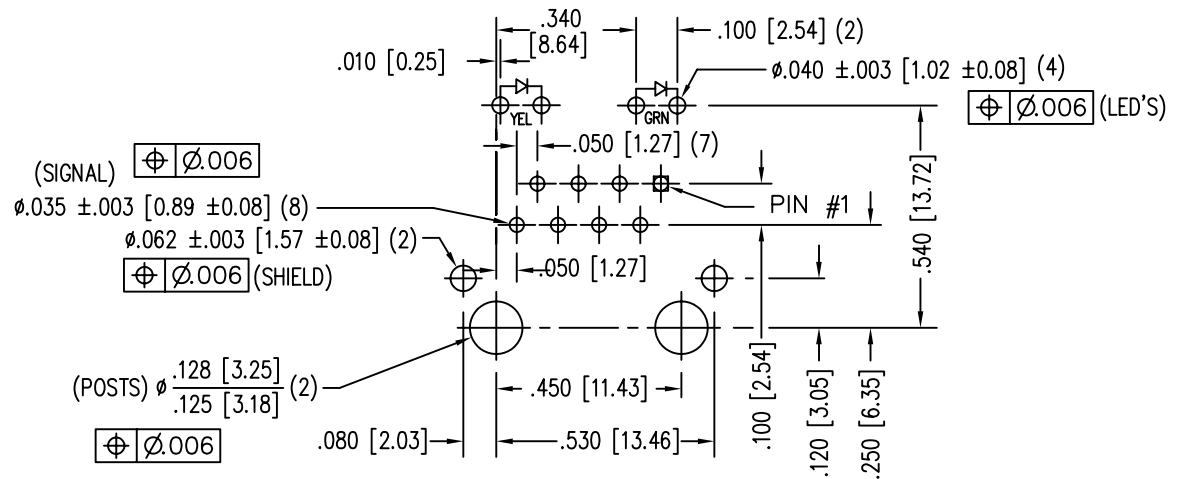 .340
[8.64]
.100 [2.54] (2)
.010 [0.25]
ø.040 ±.003 [1.02 ±0.08] (4)
⌖ Ø.006 (LED'S)
YEL
GRN
.050 [1.27] (7)
(SIGNAL) ⌖ Ø.006
ø.035 ±.003 [0.89 ±0.08] (8)
PIN #1
ø.062 ±.003 [1.57 ±0.08] (2)
⌖ Ø.006 (SHIELD)
.050 [1.27]
.540 [13.72]
(POSTS) ø .128 [3.25]
.125 [3.18] (2)
⌖ Ø.006
.450 [11.43]
.080 [2.03]
.530 [13.46]
.100 [2.54]
.120 [3.05]
.250 [6.35]